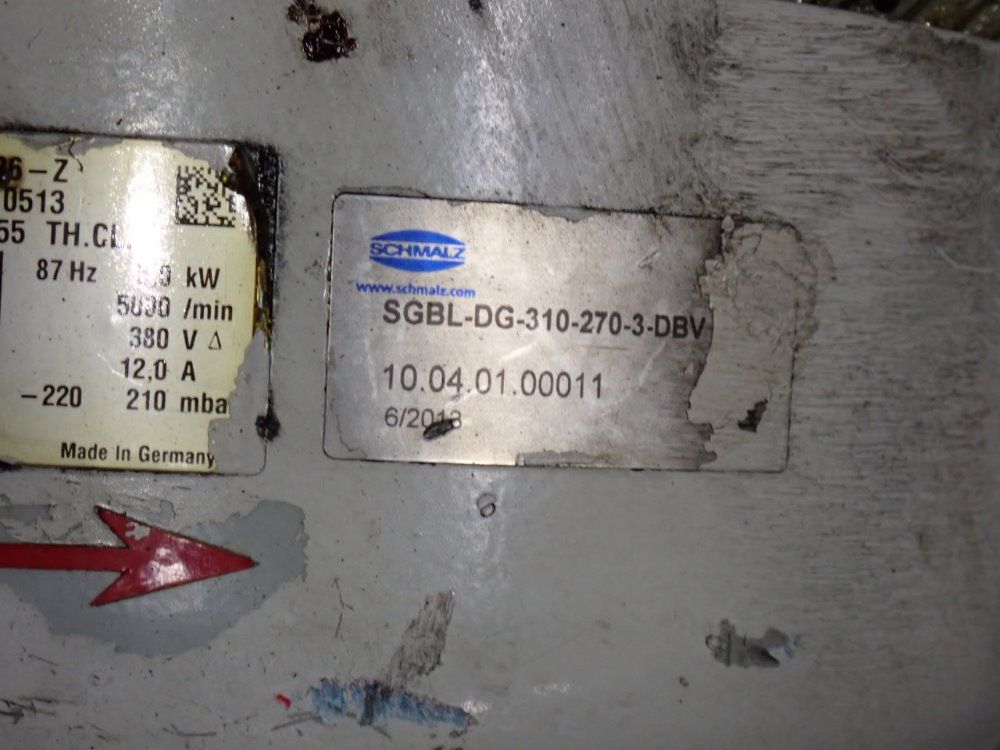 -Z
0513
55 TH.CL
87 Hz kW
/min
380 V Δ
12,0 A
-220 210 mba
Made In Germany
SCHMALZ
www.schmalz.com
SGBL-DG-310-270-3-DBV
10.04.01.00011